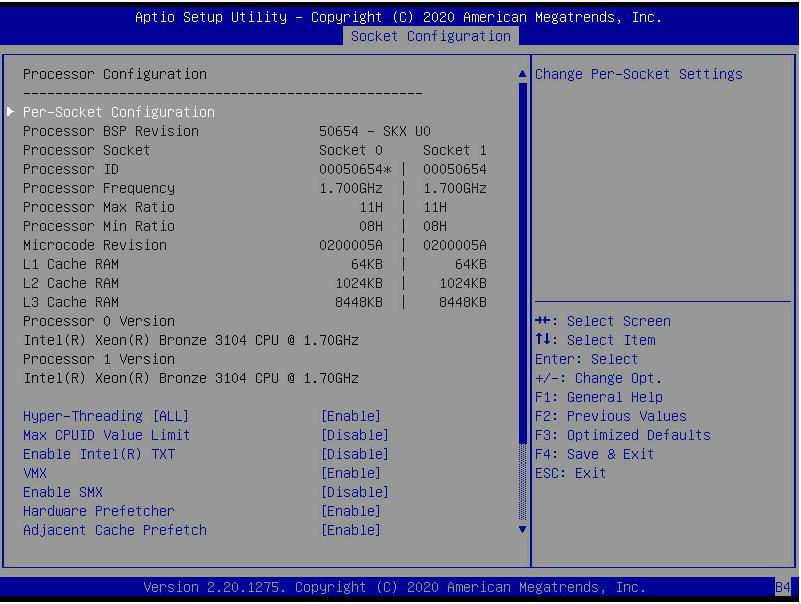 Aptio Setup Utility – Copyright (C) 2020 American Megatrends, Inc.
Socket Configuration
Processor Configuration
--------------------------------------------------
Per-Socket Configuration
Processor BSP Revision 50654 - SKX U0
Processor Socket Socket 0 Socket 1
Processor ID 00050654* | 00050654
Processor Frequency 1.700GHz | 1.700GHz
Processor Max Ratio 11H | 11H
Processor Min Ratio 08H | 08H
Microcode Revision 0200005A | 0200005A
L1 Cache RAM 64KB | 64KB
L2 Cache RAM 1024KB | 1024KB
L3 Cache RAM 8448KB | 8448KB
Processor 0 Version
Intel(R) Xeon(R) Bronze 3104 CPU @ 1.70GHz
Processor 1 Version
Intel(R) Xeon(R) Bronze 3104 CPU @ 1.70GHz
Hyper-Threading [ALL] [Enable]
Max CPUID Value Limit [Disable]
Enable Intel(R) TXT [Disable]
VMX [Enable]
Enable SMX [Disable]
Hardware Prefetcher [Enable]
Adjacent Cache Prefetch [Enable]
Change Per-Socket Settings
→←: Select Screen
↑↓: Select Item
Enter: Select
+/-: Change Opt.
F1: General Help
F2: Previous Values
F3: Optimized Defaults
F4: Save & Exit
ESC: Exit
Version 2.20.1275. Copyright (C) 2020 American Megatrends, Inc.
B4